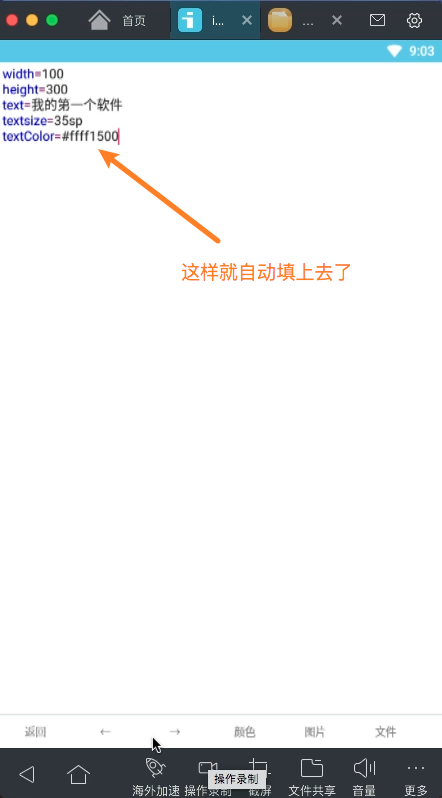 首页
i...
...
9:03
width=100
height=300
text=我的第一个软件
textsize=35sp
textColor=#ffff1500
这样就自动填上去了
返回
←
→
颜色
图片
文件
海外加速
操作录制
截屏
文件共享
音量
更多
操作录制